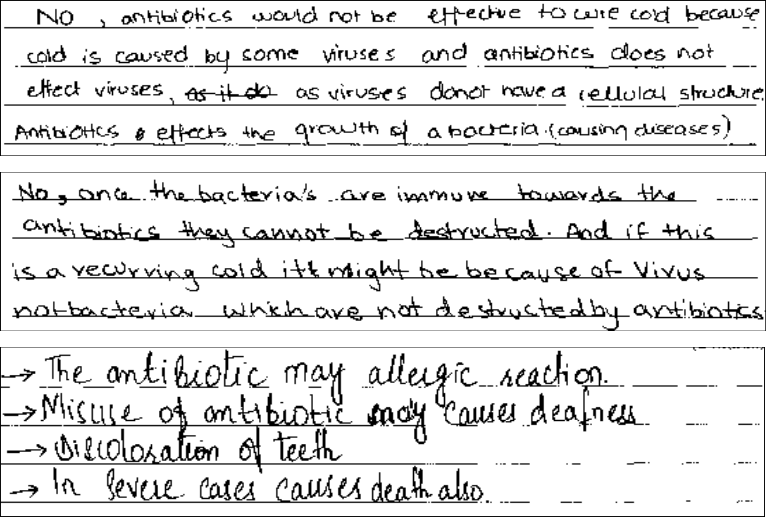 No, antibiotics would not be effective to cure cold because
cold is caused by some viruses and antibiotics does not
effect viruses, as it do as viruses donot have a cellular structure.
Antibiotics effects the growth of a bacteria (causing diseases)
No, once the bacteria's are immune towards the
antibiotics they cannot be destructed. And if this
is a recurring cold it might be because of Virus
not bacteria which are not destructed by antibiotics
→ The antibiotic may allergic reaction.
→ Misuse of antibiotic may causes deafness
→ Discoloration of teeth
→ In Severe cases causes death also.